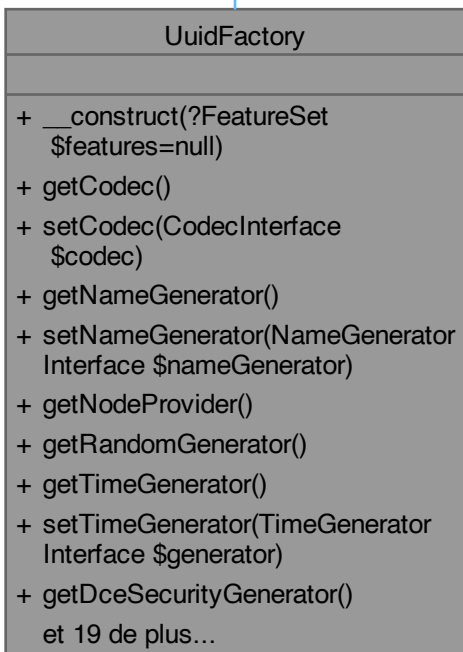 UuidFactory
+ __construct(?FeatureSet
$features=null)
+ getCodec()
+ setCodec(CodecInterface
$codec)
+ getNameGenerator()
+ setNameGenerator(NameGenerator
Interface $nameGenerator)
+ getNodeProvider()
+ getRandomGenerator()
+ getTimeGenerator()
+ setTimeGenerator(TimeGenerator
Interface $generator)
+ getDceSecurityGenerator()
et 19 de plus...